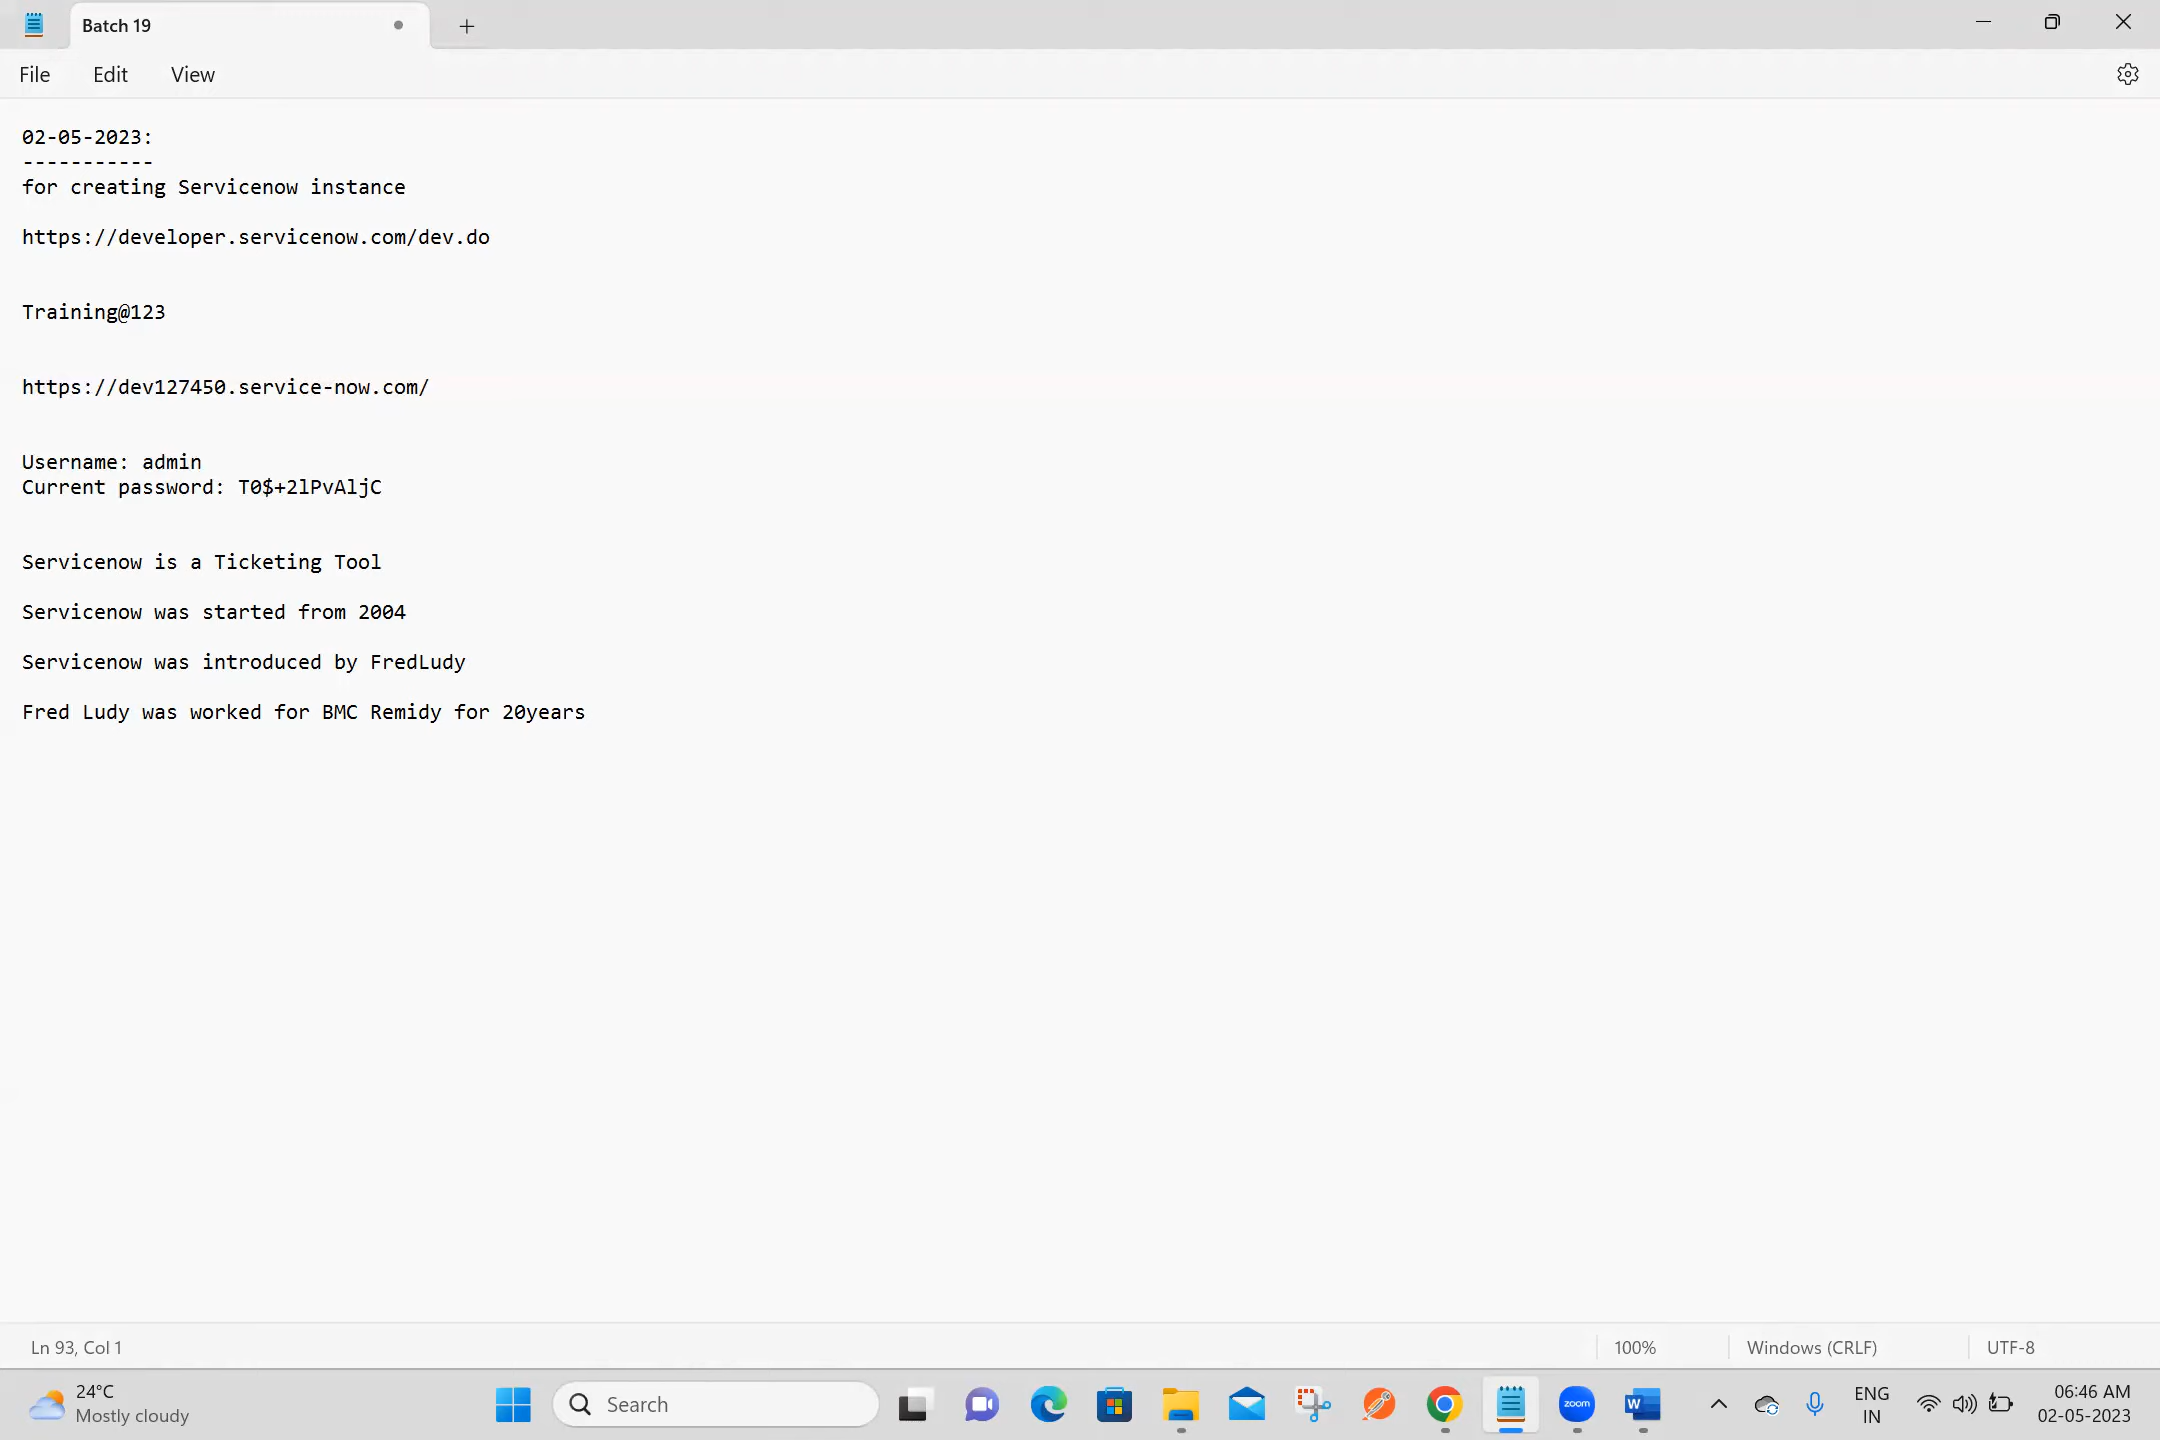 Batch 19
File Edit View
02-05-2023:
-----------
for creating Servicenow instance
https://developer.servicenow.com/dev.do
Training@123
https://dev127450.service-now.com/
Username: admin
Current password: T0$+2lPvAljC
Servicenow is a Ticketing Tool
Servicenow was started from 2004
Servicenow was introduced by FredLudy
Fred Ludy was worked for BMC Remidy for 20years
Ln 93, Col 1 100% Windows (CRLF) UTF-8
24°C
Mostly cloudy
Search
zoom
W
ENG
IN
06:46 AM
02-05-2023